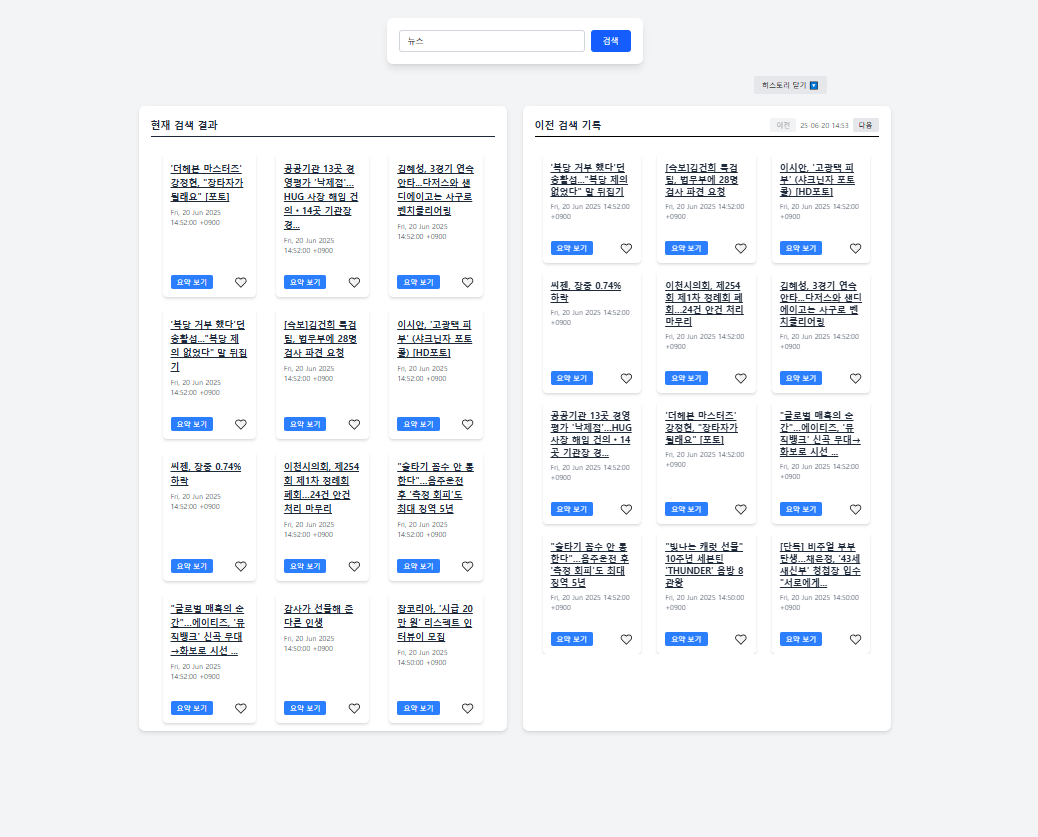 뉴스
검색
히스토리 닫기
현재 검색 결과
'더헤븐 마스터즈'
강정현, "장타자가
될래요" [포토]
Fri, 20 Jun 2025
14:52:00 +0900
요약 보기
공공기관 13곳 경
영평가 '낙제점'…
HUG 사장 해임 건
의·14곳 기관장
경...
Fri, 20 Jun 2025
14:52:00 +0900
요약 보기
김혜성, 3경기 연속
안타…다저스와 샌
디에이고는 사구로
벤치클리어링
Fri, 20 Jun 2025
14:52:00 +0900
요약 보기
'복당 거부 했다'던
송활섭…"복당 제
의 없었다" 말 뒤집
기
Fri, 20 Jun 2025
14:52:00 +0900
요약 보기
[속보]김건희 특검
팀, 법무부에 28명
검사 파견 요청
Fri, 20 Jun 2025
14:52:00 +0900
요약 보기
이시안, '고광택 피
부' (샤크닌자 포토
콜) [HD포토]
Fri, 20 Jun 2025
14:52:00 +0900
요약 보기
씨젠, 장중 0.74%
하락
Fri, 20 Jun 2025
14:52:00 +0900
요약 보기
이천시의회, 제254
회 제1차 정례회
폐회…24건 안건
처리 마무리
Fri, 20 Jun 2025
14:52:00 +0900
요약 보기
"술타기 꼼수 안 통
한다"…음주운전
후 '측정 회피'도
최대 징역 5년
Fri, 20 Jun 2025
14:52:00 +0900
요약 보기
"글로벌 매혹의 순
간"…에이티즈, '뮤
직뱅크' 신곡 무대
→화보로 시선 ...
Fri, 20 Jun 2025
14:52:00 +0900
요약 보기
감사가 선물해 준
다른 인생
Fri, 20 Jun 2025
14:50:00 +0900
요약 보기
잡코리아, '시급 20
만 원' 리스펙트 인
터뷰이 모집
Fri, 20 Jun 2025
14:50:00 +0900
요약 보기
이전 검색 기록
이전
25-06-20 14:53
다음
'복당 거부 했다'던
송활섭…"복당 제의
없었다" 말 뒤집기
Fri, 20 Jun 2025 14:52:00
+0900
요약 보기
[속보]김건희 특검
팀, 법무부에 28명
검사 파견 요청
Fri, 20 Jun 2025 14:52:00
+0900
요약 보기
이시안, '고광택 피
부' (샤크닌자 포토
콜) [HD포토]
Fri, 20 Jun 2025 14:52:00
+0900
요약 보기
씨젠, 장중 0.74%
하락
Fri, 20 Jun 2025 14:52:00
+0900
요약 보기
이천시의회, 제254
회 제1차 정례회 폐
회…24건 안건 처리
마무리
Fri, 20 Jun 2025 14:52:00
+0900
요약 보기
김혜성, 3경기 연속
안타…다저스와 샌디
에이고는 사구로 벤
치클리어링
Fri, 20 Jun 2025 14:52:00
+0900
요약 보기
공공기관 13곳 경영
평가 '낙제점'…HUG
사장 해임 건의·14
곳 기관장 경...
Fri, 20 Jun 2025 14:52:00
+0900
요약 보기
'더헤븐 마스터즈'
강정현, "장타자가
될래요" [포토]
Fri, 20 Jun 2025 14:52:00
+0900
요약 보기
"글로벌 매혹의 순
간"…에이티즈, '뮤
직뱅크' 신곡 무대→
화보로 시선 ...
Fri, 20 Jun 2025 14:52:00
+0900
요약 보기
"술타기 꼼수 안 통
한다"…음주운전 후
'측정 회피'도 최대
징역 5년
Fri, 20 Jun 2025 14:52:00
+0900
요약 보기
"빛나는 캐럿 선물"
10주년 세븐틴
'THUNDER' 음방 8
관왕
Fri, 20 Jun 2025 14:50:00
+0900
요약 보기
[단독] 비주얼 부부
탄생…채은정, '43세
새신부' 청첩장 입수
"서로에게...
Fri, 20 Jun 2025 14:50:00
+0900
요약 보기